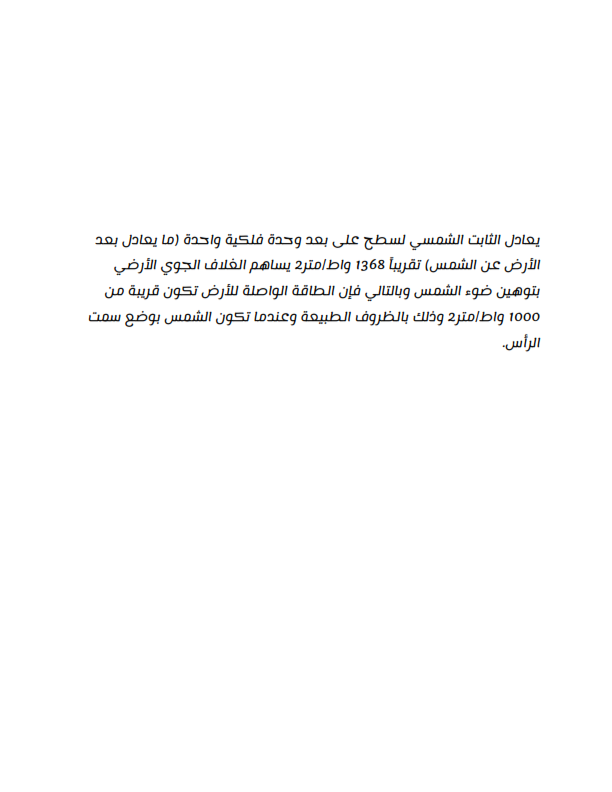 يعادل الثابت الشمسي لسطح على بعد وحدة فلكية واحدة (ما يعادل بعد
الأرض عن الشمس) تقريباً 1368 واط/متر2 يساهم الغلاف الجوي الأرضي
بتوهين ضوء الشمس وبالتالي فإن الطاقة الواصلة للأرض تكون قريبة من
1000 واط/متر2 وذلك بالظروف الطبيعة وعندما تكون الشمس بوضع سمت
الرأس.